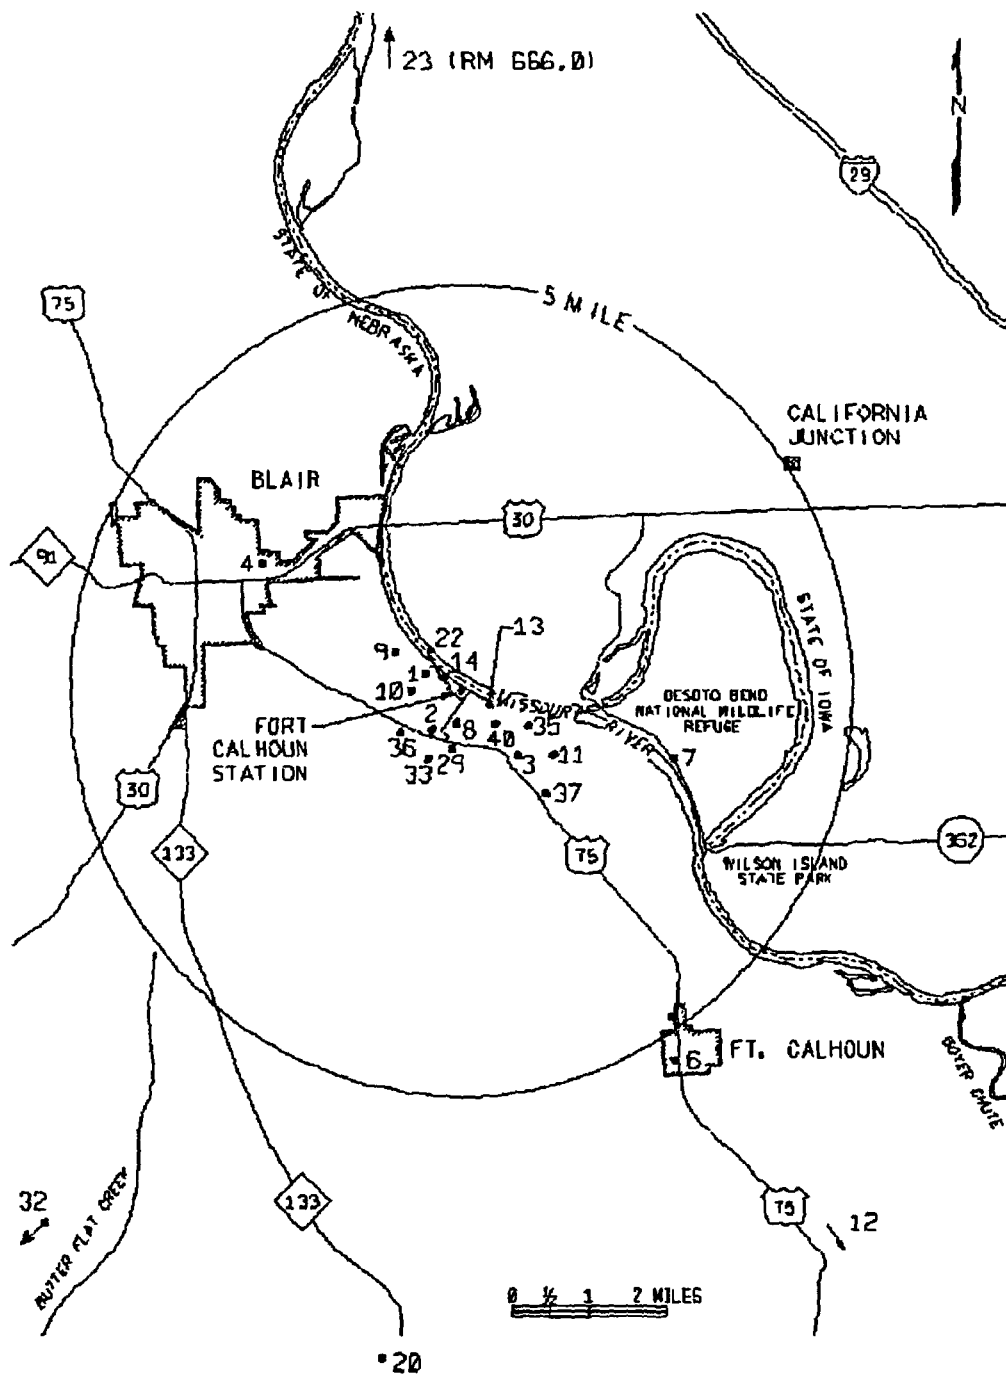 23 (RM 666.0)
N
29
STATE OF
NEBRASKA
75
5 MILE
CALIFORNIA
JUNCTION
BLAIR
30
91
4
STATE OF IOWA
13
22
9
14
1
10
MISSOURI
RIVER
DESOTO BEND
NATIONAL WILDLIFE
REFUGE
FORT
CALHOUN
STATION
2
8
40
35
36
33
29
3
11
7
37
30
133
75
362
WILSON ISLAND
STATE PARK
FT. CALHOUN
6
BOYER CHUTE
32
BUTTER FLAT CREEK
133
75
12
0 ½ 1 2 MILES
20